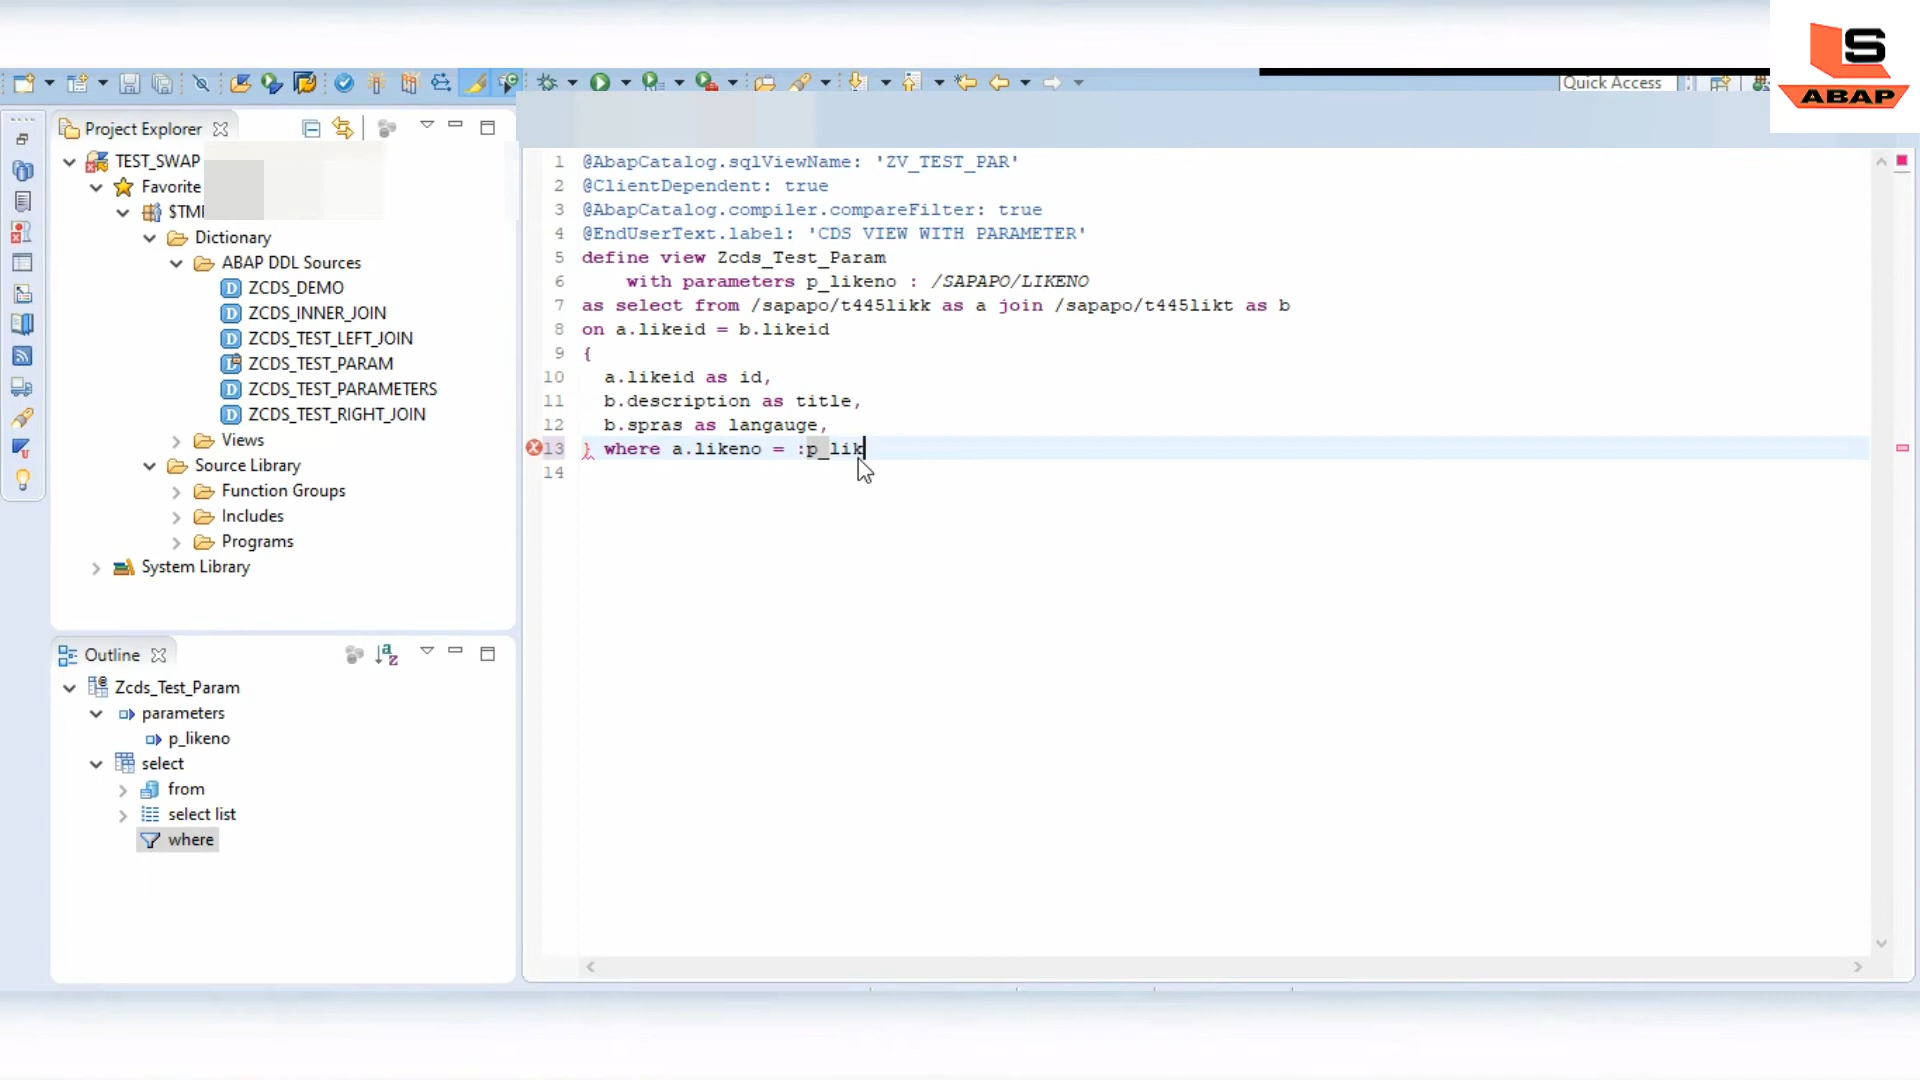 S
ABAP
Quick Access
Project Explorer
TEST_SWAP
Favorite
$TM
Dictionary
ABAP DDL Sources
ZCDS_DEMO
ZCDS_INNER_JOIN
ZCDS_TEST_LEFT_JOIN
ZCDS_TEST_PARAM
ZCDS_TEST_PARAMETERS
ZCDS_TEST_RIGHT_JOIN
Views
Source Library
Function Groups
Includes
Programs
System Library
Outline
Zcds_Test_Param
parameters
p_likeno
select
from
select list
where
1 @AbapCatalog.sqlViewName: 'ZV_TEST_PAR'
2 @ClientDependent: true
3 @AbapCatalog.compiler.compareFilter: true
4 @EndUserText.label: 'CDS VIEW WITH PARAMETER'
5 define view Zcds_Test_Param
6 with parameters p_likeno : /SAPAPO/LIKENO
7 as select from /sapapo/t445likk as a join /sapapo/t445likt as b
8 on a.likeid = b.likeid
9 {
10 a.likeid as id,
11 b.description as title,
12 b.spras as langauge,
13 } where a.likeno = :p_lik
14